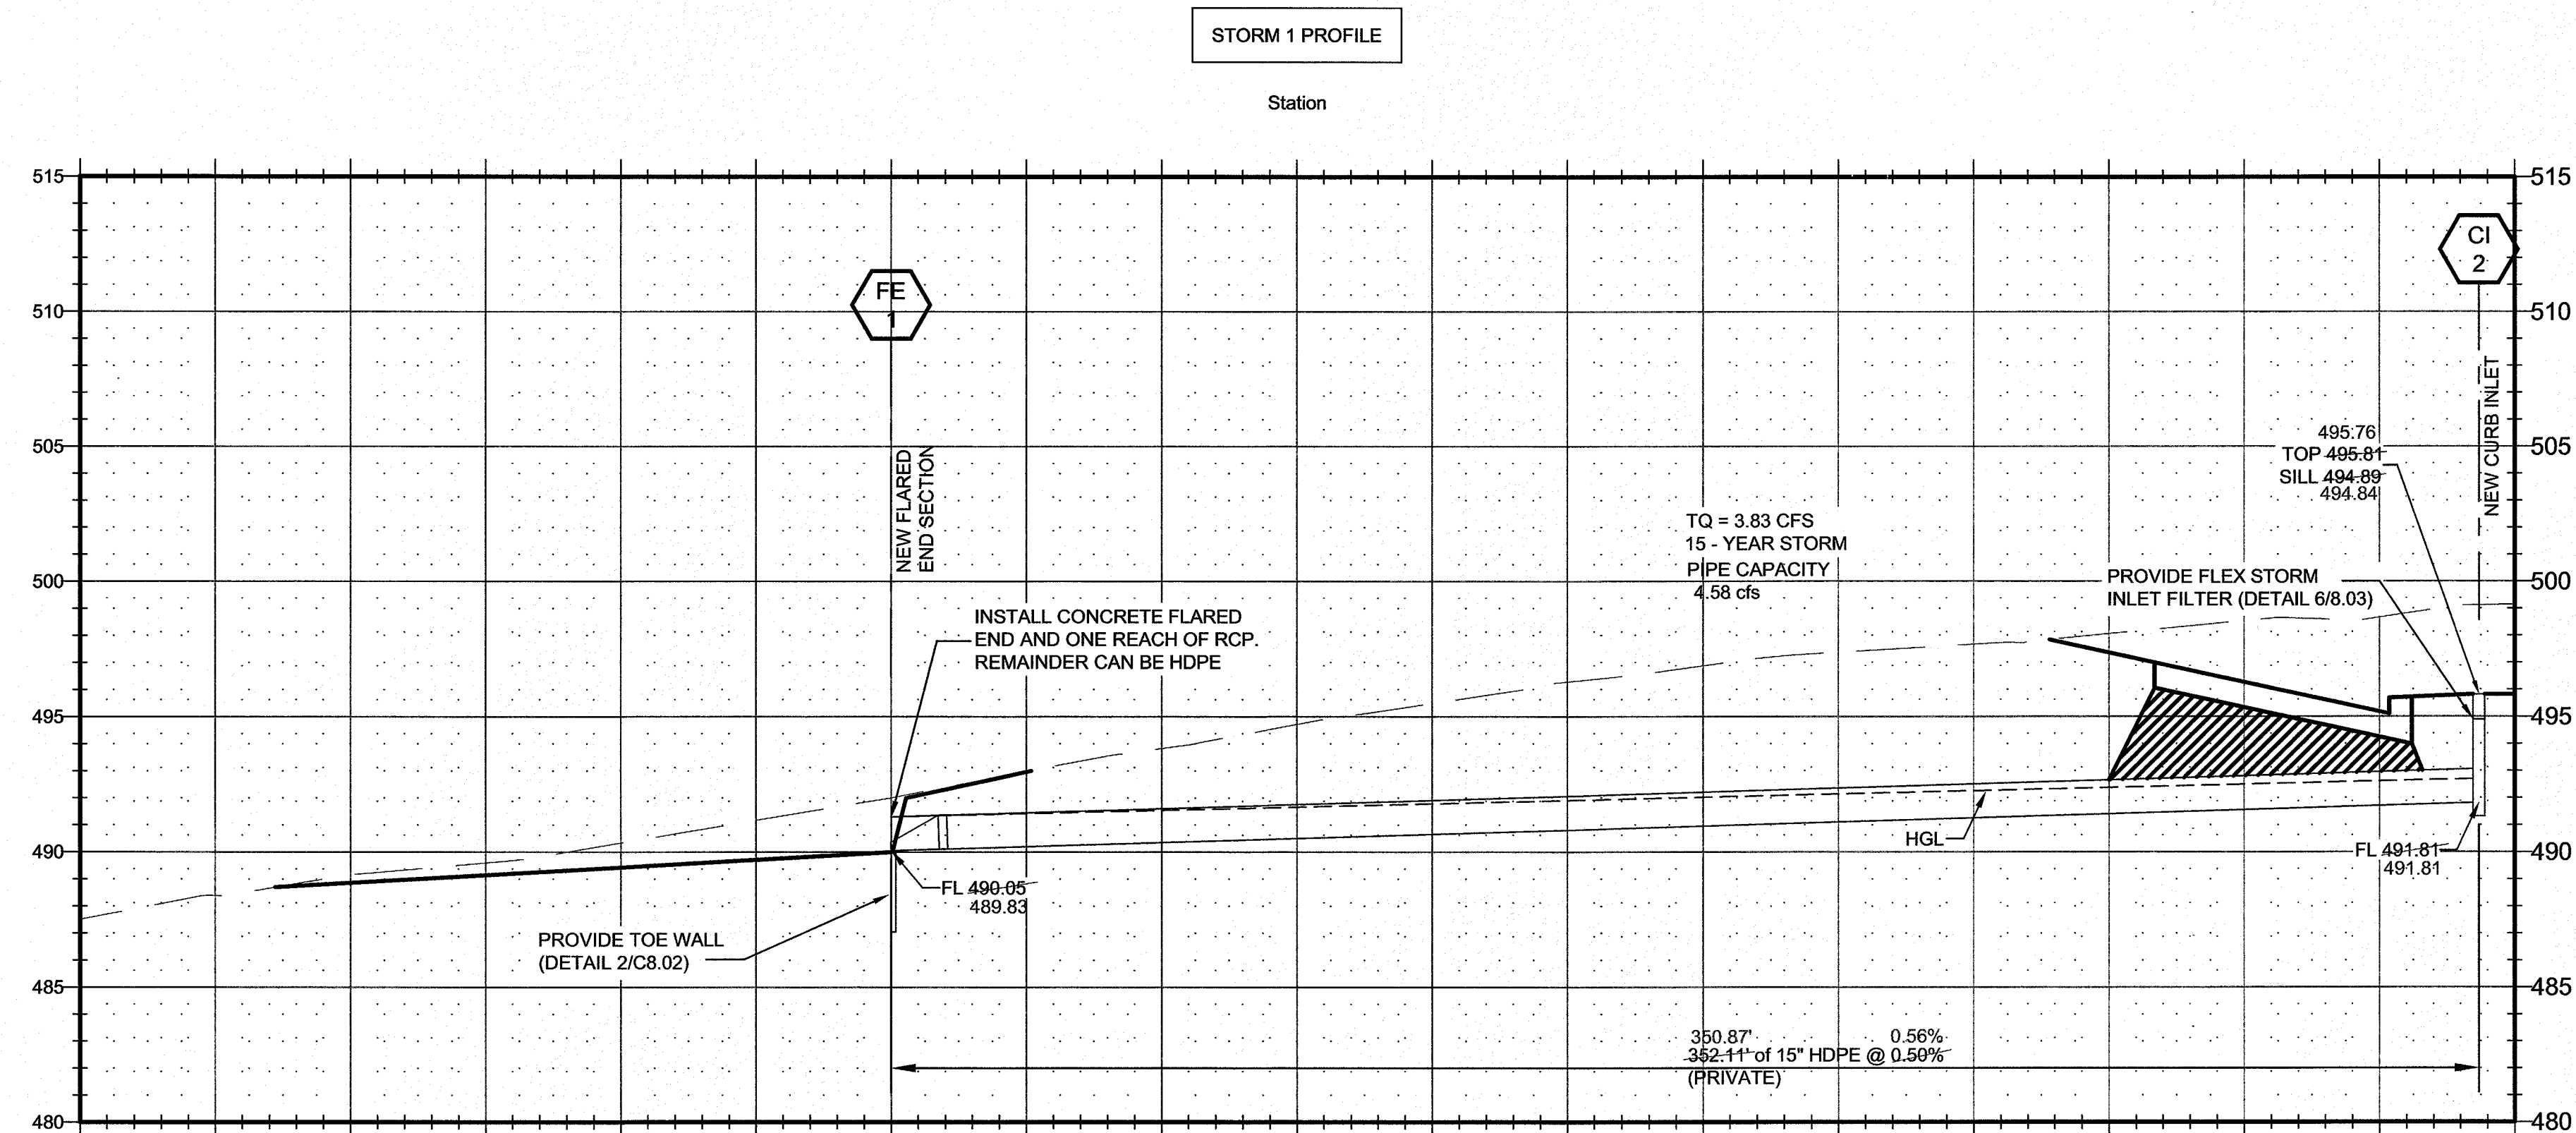 STORM 1 PROFILE
Station
515
515
CI
2
FE
1
510
510
NEW CURB INLET
495.76
TOP 495.81
SILL 494.89
494.84
505
505
NEW FLARED
END SECTION
TQ = 3.83 CFS
15 - YEAR STORM
PIPE CAPACITY
4.58 cfs
PROVIDE FLEX STORM
INLET FILTER (DETAIL 6/8.03)
500
500
INSTALL CONCRETE FLARED
END AND ONE REACH OF RCP.
REMAINDER CAN BE HDPE
495
495
HGL
FL 491.81
491.81
490
490
FL 490.05
489.83
PROVIDE TOE WALL
(DETAIL 2/C8.02)
485
485
350.87' 0.56%
352.11' of 15" HDPE @ 0.50%
(PRIVATE)
480
480